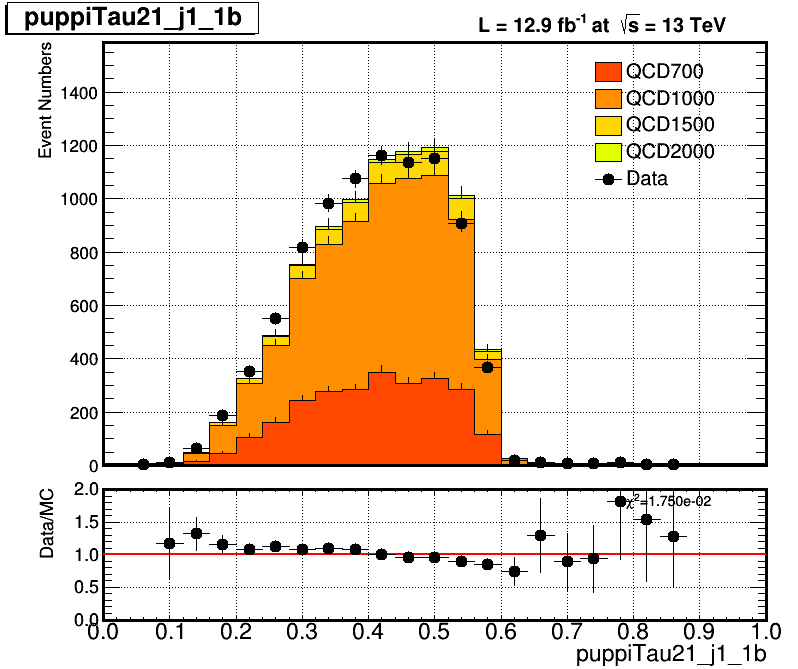 puppiTau21_j1_1b
L = 12.9 fb⁻¹ at √s = 13 TeV
Event Numbers
1400
1200
1000
800
600
400
200
0
QCD700
QCD1000
QCD1500
QCD2000
Data
Data/MC
2.0
1.5
1.0
0.5
0.0
χ²=1.750e-02
0.0 0.1 0.2 0.3 0.4 0.5 0.6 0.7 0.8 0.9 1.0
puppiTau21_j1_1b